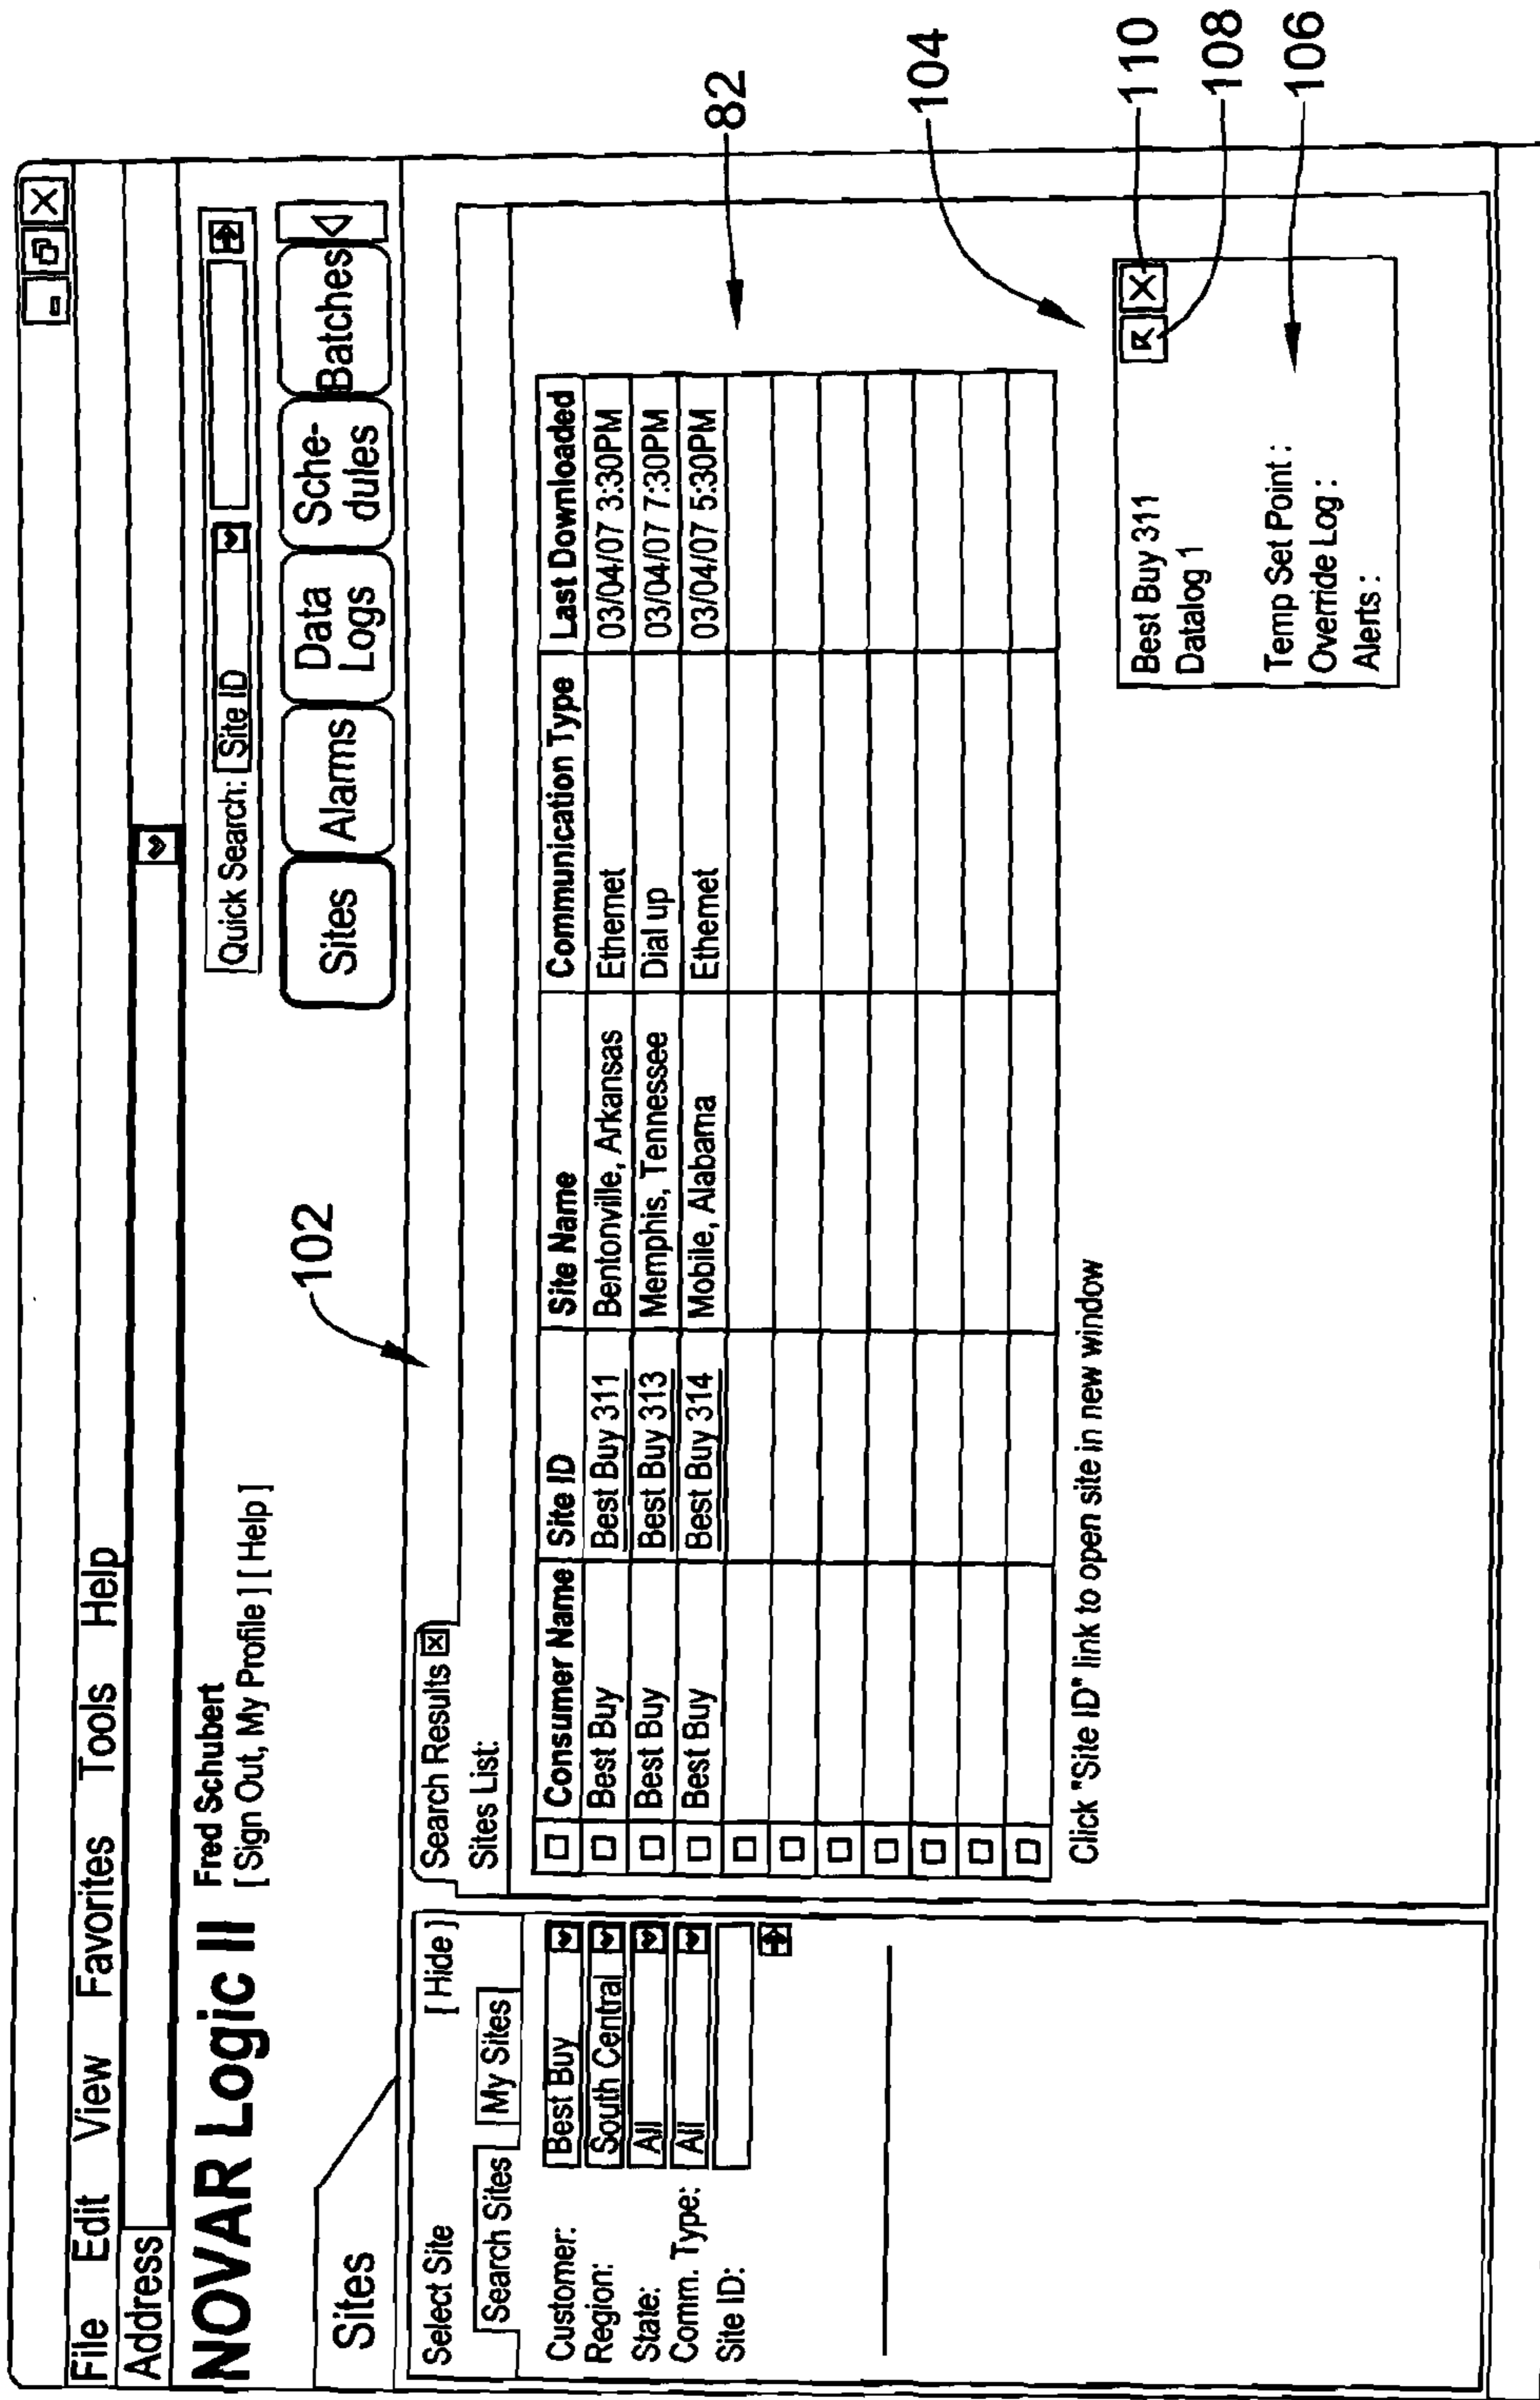 File Edit View Favorites Tools Help
Address
NOVAR Logic II
Fred Schubert
[ Sign Out, My Profile ] [ Help ]
Quick Search: Site ID
Sites
Sites
Alarms
Data Logs
Sche-dules
Batches
102
Select Site [ Hide ]
Search Sites My Sites
Customer: Best Buy
Region: South Central
State: All
Comm. Type: All
Site ID:
Search Results
Sites List:
Consumer Name Site ID Site Name Communication Type Last Downloaded
Best Buy Best Buy 311 Bentonville, Arkansas Ethernet 03/04/07 3:30PM
Best Buy Best Buy 313 Memphis, Tennessee Dial up 03/04/07 7:30PM
Best Buy Best Buy 314 Mobile, Alabama Ethernet 03/04/07 5:30PM
Click "Site ID" link to open site in new window
82
104
Best Buy 311
Datalog 1
Temp Set Point :
Override Log :
Alerts :
110
108
106